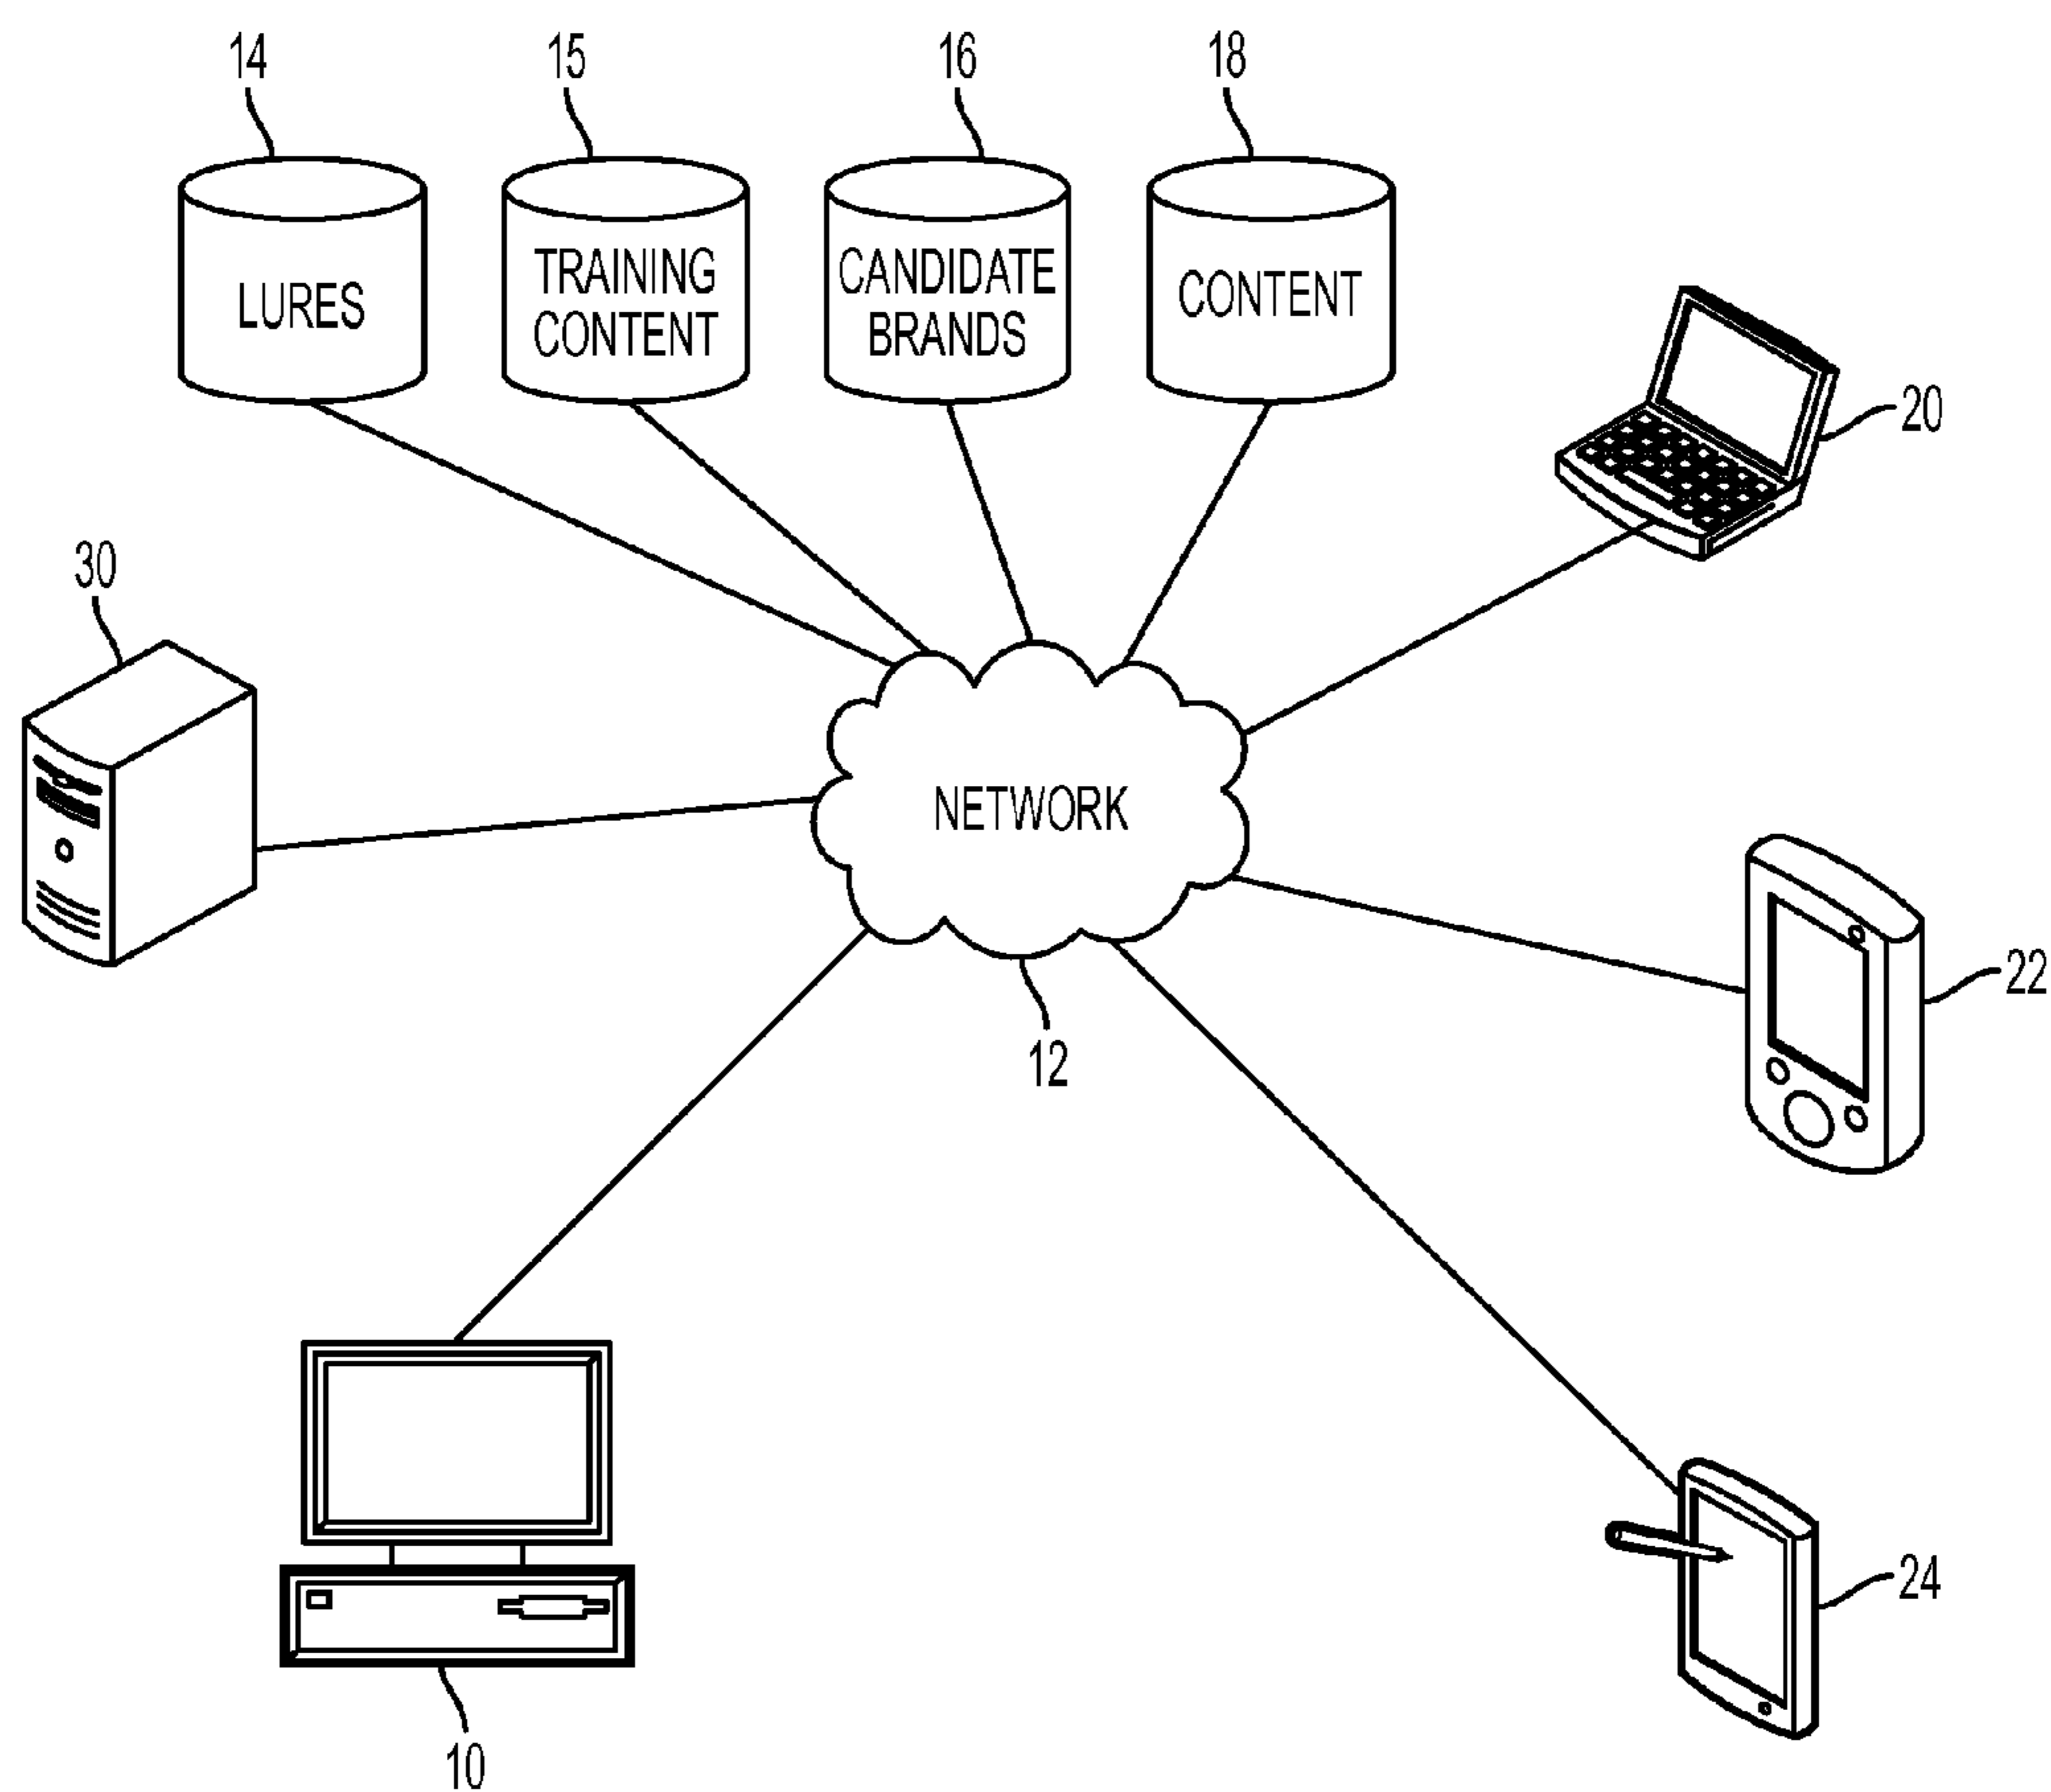 14
15
16
18
LURES
TRAINING
CONTENT
CANDIDATE
BRANDS
CONTENT
20
30
NETWORK
22
12
24
10